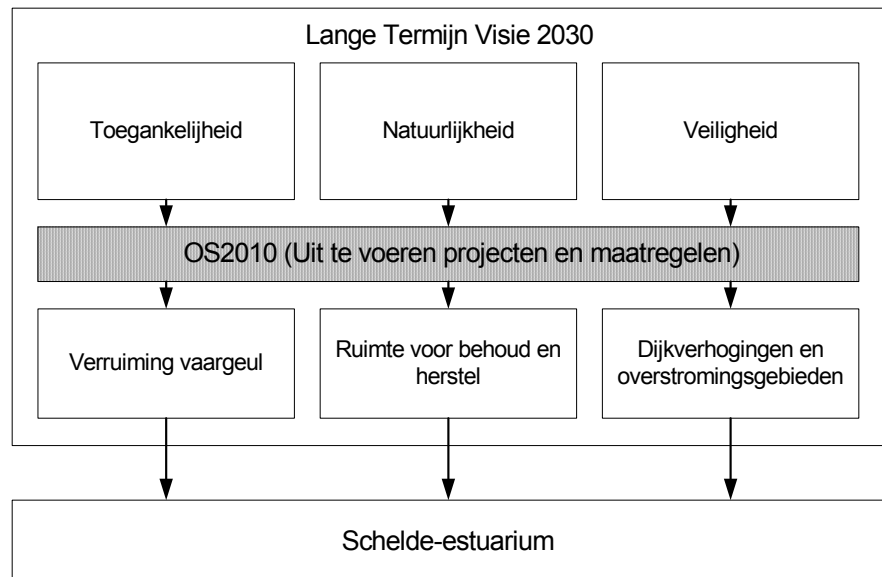 Lange Termijn Visie 2030
Toegankelijheid
Natuurlijkheid
Veiligheid
OS2010 (Uit te voeren projecten en maatregelen)
Verruiming vaargeul
Ruimte voor behoud en
herstel
Dijkverhogingen en
overstromingsgebieden
Schelde-estuarium